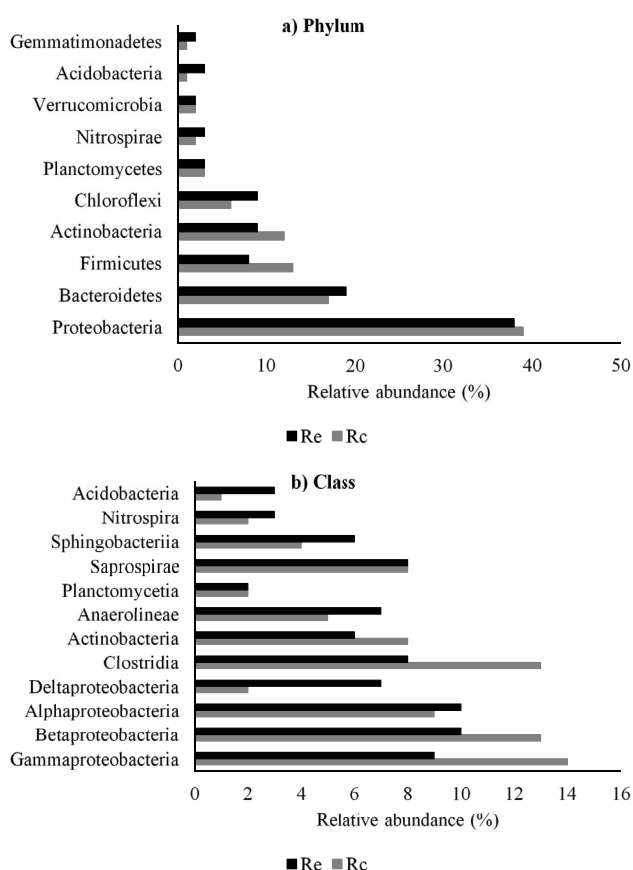 a) Phylum
Gemmatimonadetes
Acidobacteria
Verrucomicrobia
Nitrospirae
Planctomycetes
Chloroflexi
Actinobacteria
Firmicutes
Bacteroidetes
Proteobacteria
0 10 20 30 40 50
Relative abundance (%)
Re Rc
b) Class
Acidobacteria
Nitrospira
Sphingobacteriia
Saprospirae
Planctomycetia
Anaerolineae
Actinobacteria
Clostridia
Deltaproteobacteria
Alphaproteobacteria
Betaproteobacteria
Gammaproteobacteria
0 2 4 6 8 10 12 14 16
Relative abundance (%)
Re Rc